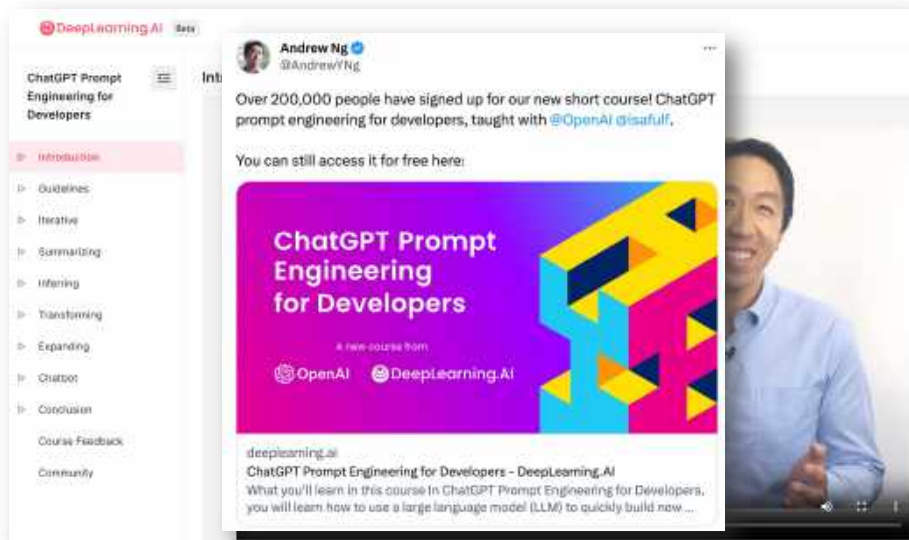 DeepLearning.AI Beta
ChatGPT Prompt
Engineering for
Developers
Introduction
Guidelines
Iterative
Summarizing
Inferring
Transforming
Expanding
Chatbot
Conclusion
Course Feedback
Community
Int
Andrew Ng
@AndrewYNg
Over 200,000 people have signed up for our new short course! ChatGPT
prompt engineering for developers, taught with @OpenAI @isafulf.
You can still access it for free here:
ChatGPT Prompt
Engineering
for Developers
A new course from
OpenAI DeepLearning.AI
deeplearning.ai
ChatGPT Prompt Engineering for Developers - DeepLearning.AI
What you'll learn in this course In ChatGPT Prompt Engineering for Developers,
you will learn how to use a large language model (LLM) to quickly build new ...